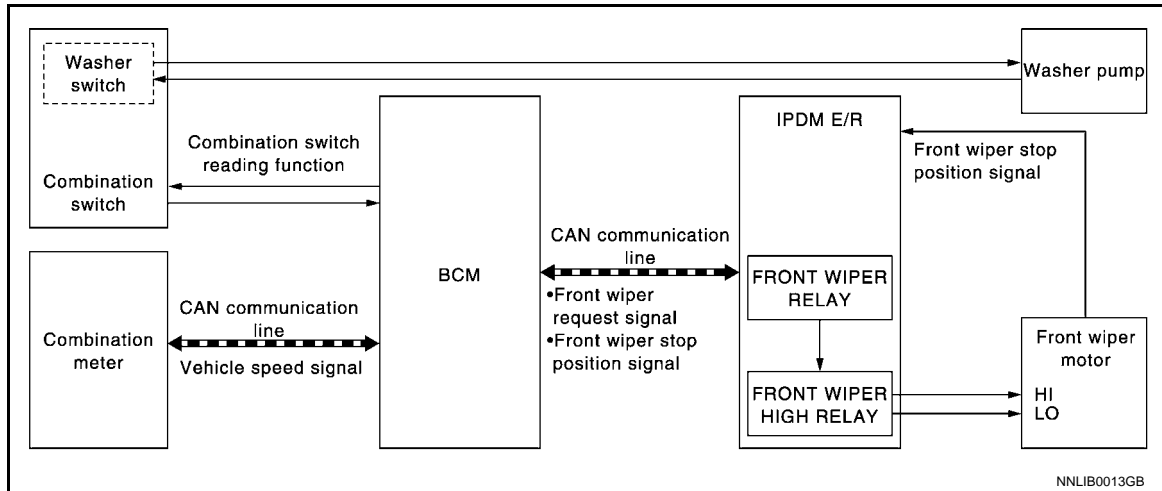 Washer
switch
Washer pump
Combination switch
reading function
Combination
switch
IPDM E/R
Front wiper stop
position signal
CAN communication
line
BCM
•Front wiper
request signal
•Front wiper stop
position signal
FRONT WIPER
RELAY
Combination
meter
CAN communication
line
Vehicle speed signal
FRONT WIPER
HIGH RELAY
Front wiper
motor
HI
LO
NNLIB0013GB